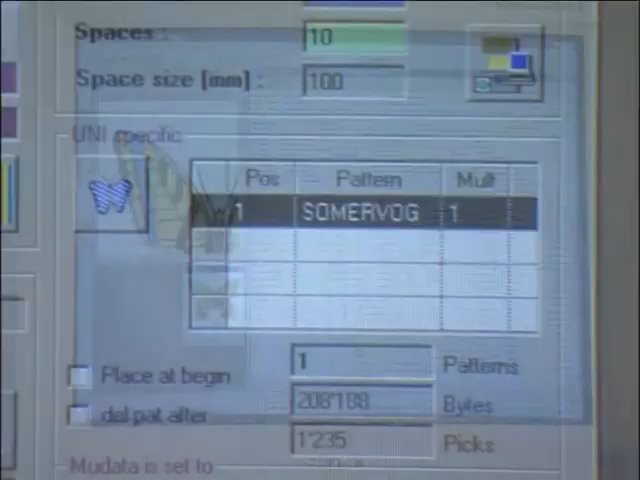 Spaces :
10
Space size (mm) :
100
UNI specific
Pos Pattern Mult
1 SOMERVOG 1
1 Patterns
Place at begin
208'188 Bytes
del pat after
1'235 Picks
Mudata is set to